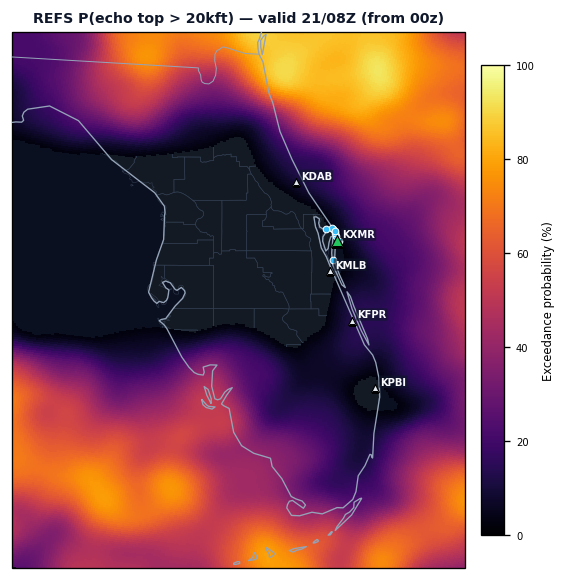 REFS P(echo top > 20kft) — valid 21/08Z (from 00z)
KDAB
KXMR
KMLB
KFPR
KPBI
100
80
60
40
20
0
Exceedance probability (%)